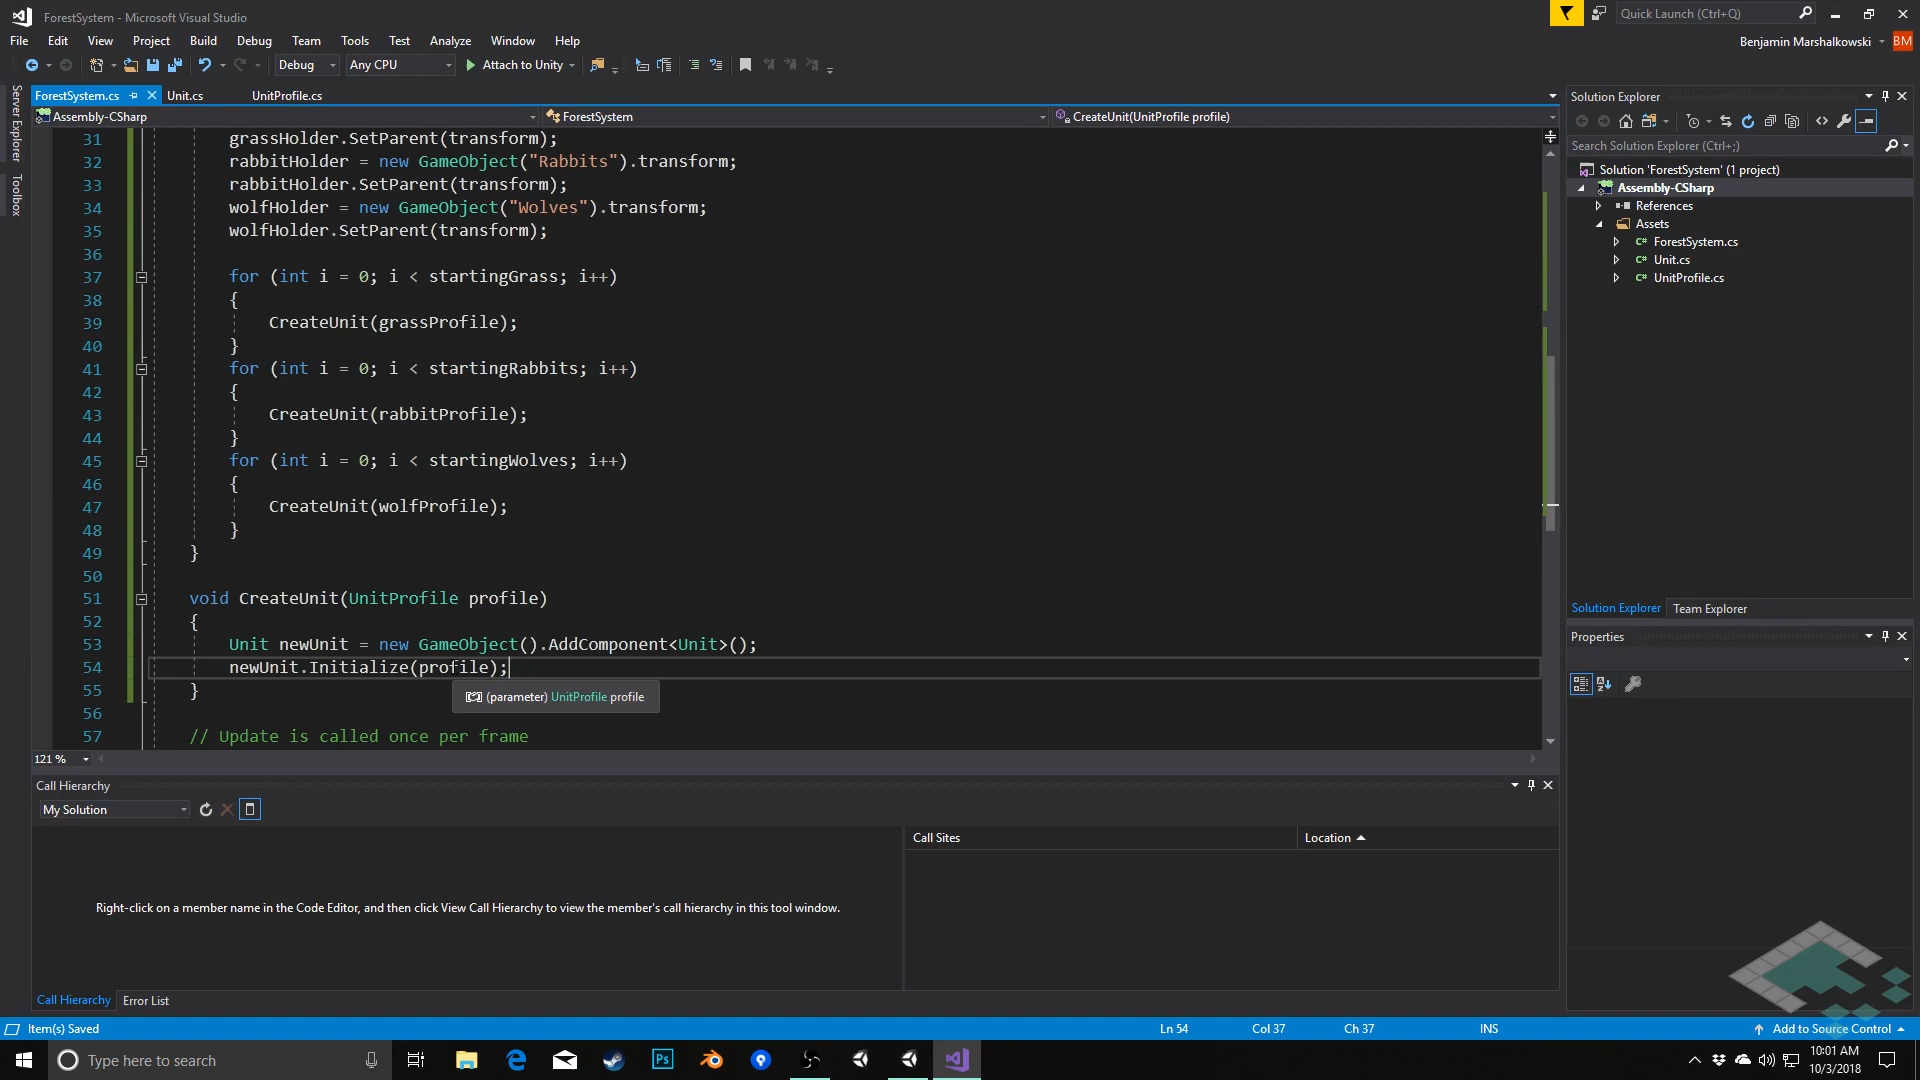 ForestSystem - Microsoft Visual Studio
Quick Launch (Ctrl+Q)
File Edit View Project Build Debug Team Tools Test Analyze Window Help
Benjamin Marshalkowski BM
Debug Any CPU Attach to Unity
Server Explorer
Toolbox
ForestSystem.cs Unit.cs UnitProfile.cs
Assembly-CSharp ForestSystem CreateUnit(UnitProfile profile)
31 grassHolder.SetParent(transform);
32 rabbitHolder = new GameObject("Rabbits").transform;
33 rabbitHolder.SetParent(transform);
34 wolfHolder = new GameObject("Wolves").transform;
35 wolfHolder.SetParent(transform);
36
37 for (int i = 0; i < startingGrass; i++)
38 {
39 CreateUnit(grassProfile);
40 }
41 for (int i = 0; i < startingRabbits; i++)
42 {
43 CreateUnit(rabbitProfile);
44 }
45 for (int i = 0; i < startingWolves; i++)
46 {
47 CreateUnit(wolfProfile);
48 }
49 }
50
51 void CreateUnit(UnitProfile profile)
52 {
53 Unit newUnit = new GameObject().AddComponent<Unit>();
54 newUnit.Initialize(profile);
55 }
(parameter) UnitProfile profile
56
57 // Update is called once per frame
121 %
Solution Explorer
Search Solution Explorer (Ctrl+;)
Solution 'ForestSystem' (1 project)
Assembly-CSharp
References
Assets
C# ForestSystem.cs
C# Unit.cs
C# UnitProfile.cs
Solution Explorer Team Explorer
Properties
Call Hierarchy
My Solution
Call Sites Location
Right-click on a member name in the Code Editor, and then click View Call Hierarchy to view the member's call hierarchy in this tool window.
Call Hierarchy Error List
Item(s) Saved Ln 54 Col 37 Ch 37 INS Add to Source Control
Type here to search
Ps
10:01 AM
10/3/2018